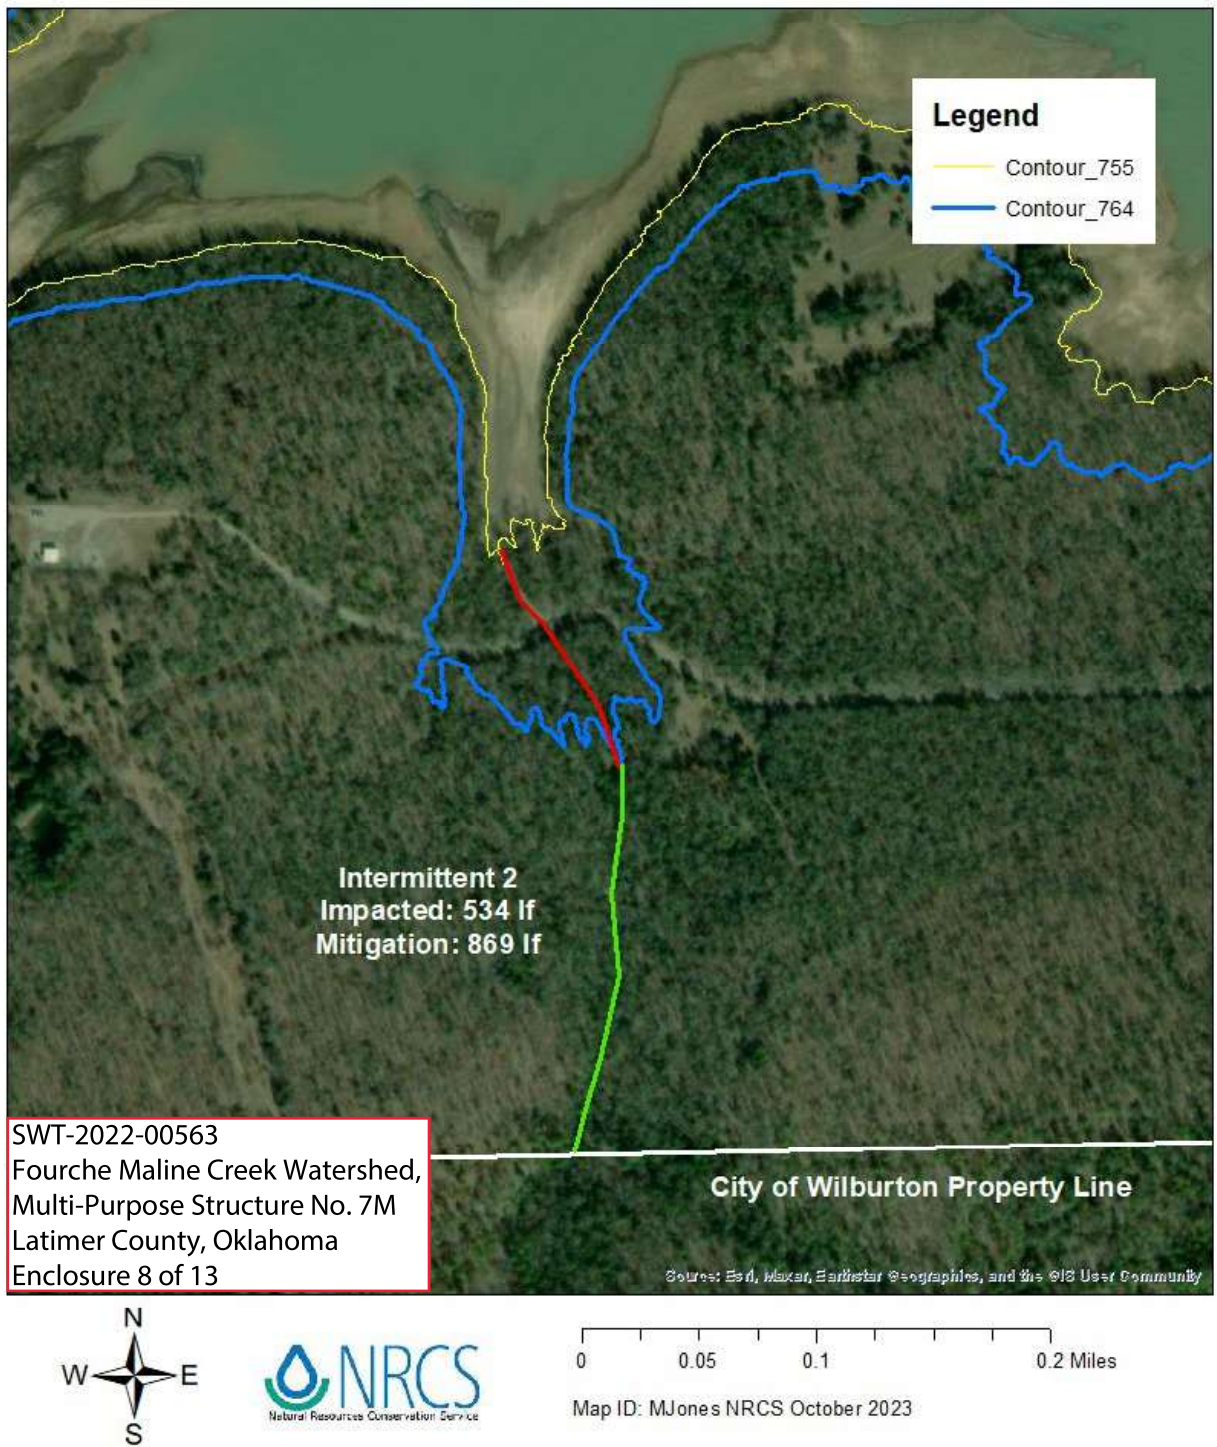 Legend
Contour_755
Contour_764
Intermittent 2
Impacted: 534 lf
Mitigation: 869 lf
SWT-2022-00563
Fourche Maline Creek Watershed,
Multi-Purpose Structure No. 7M
Latimer County, Oklahoma
Enclosure 8 of 13
City of Wilburton Property Line
Source: Esri, Maxar, Earthstar Geographics, and the GIS User Community
N
W E
S
NRCS
Natural Resources Conservation Service
0 0.05 0.1 0.2 Miles
Map ID: MJones NRCS October 2023